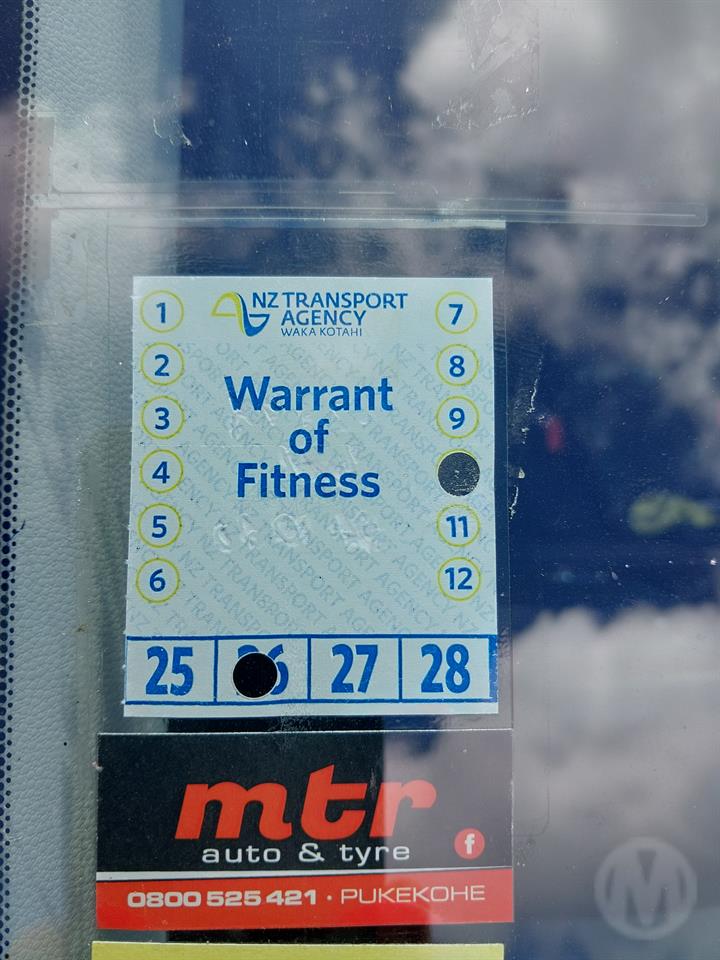 NZ TRANSPORT
AGENCY
WAKA KOTAHI
1
2
3
4
5
6
7
8
9
11
12
Warrant
of
Fitness
25
27
28
mtr
auto & tyre
f
0800 525 421 · PUKEKOHE
M